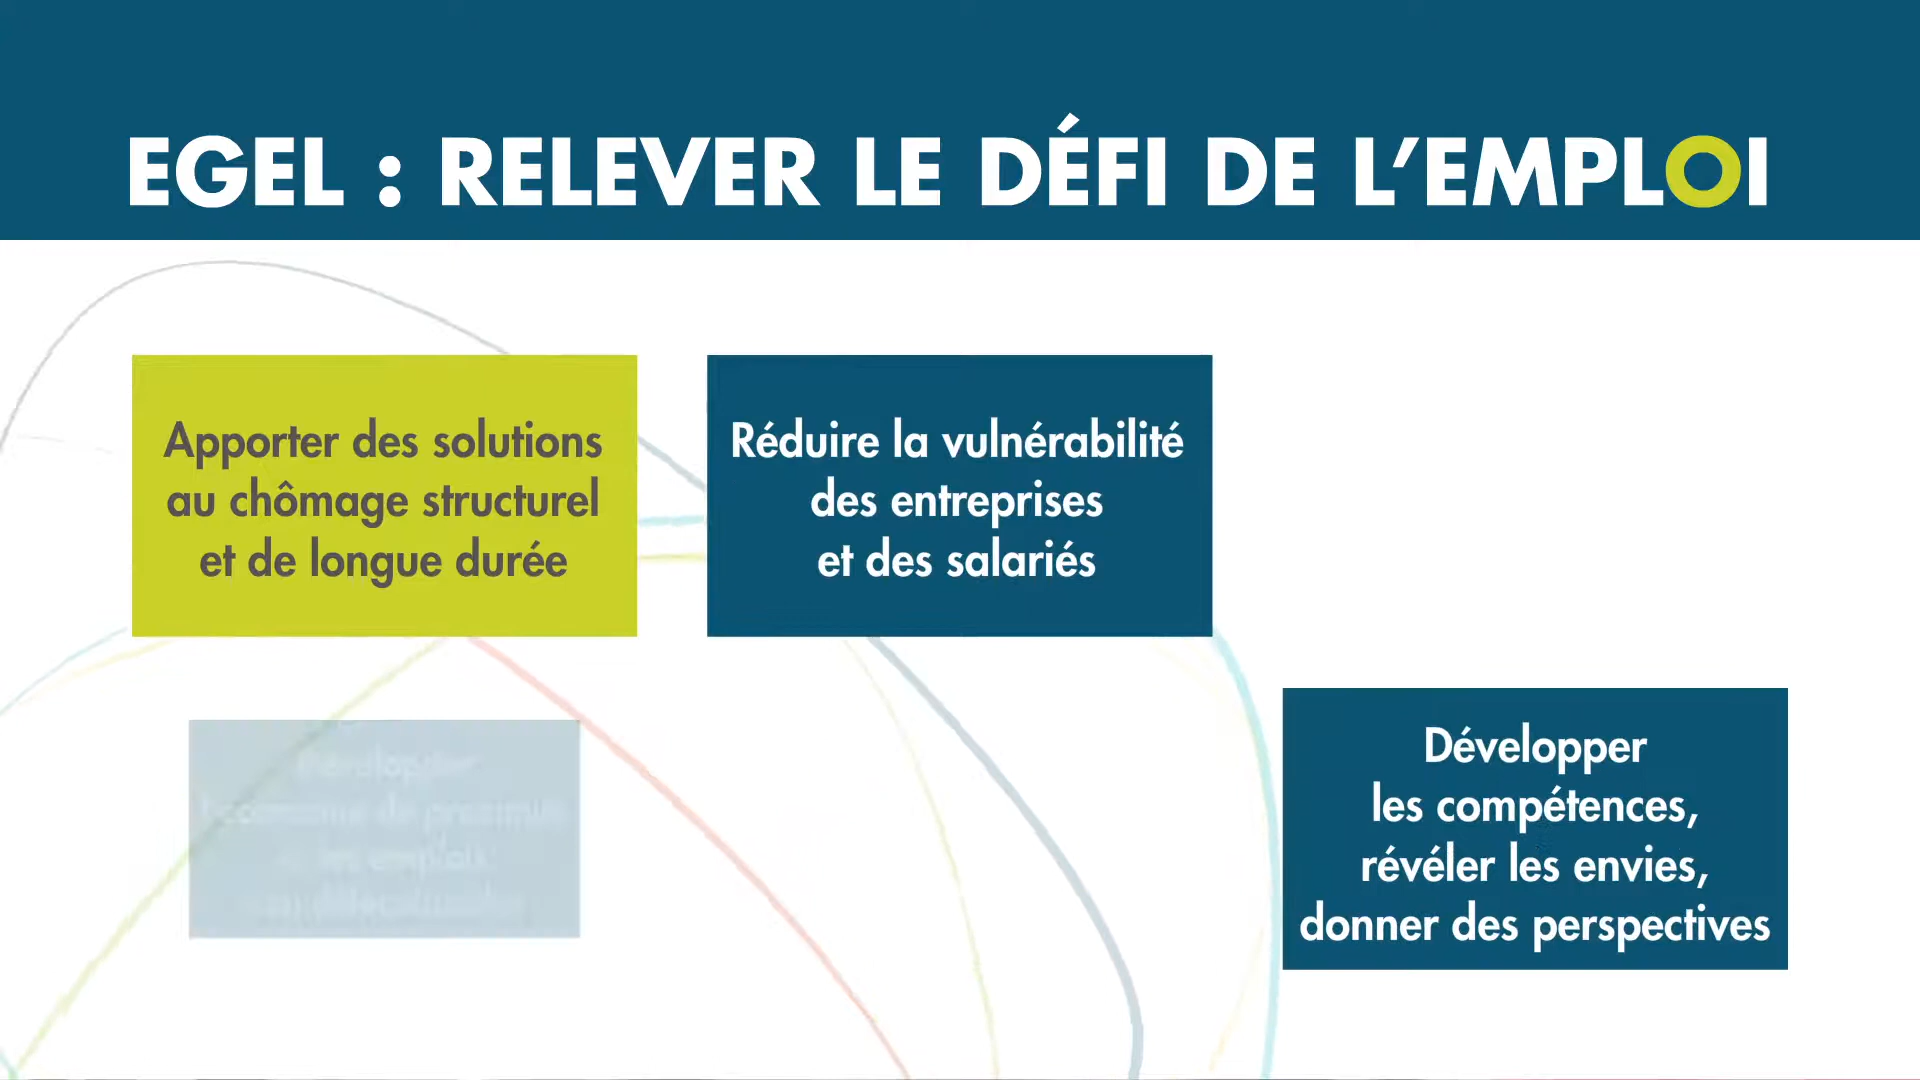 EGEL : RELEVER LE DÉFI DE L'EMPLOI
Apporter des solutions
au chômage structurel
et de longue durée
Réduire la vulnérabilité
des entreprises
et des salariés
Développer
Développer
les compétences,
révéler les envies,
donner des perspectives